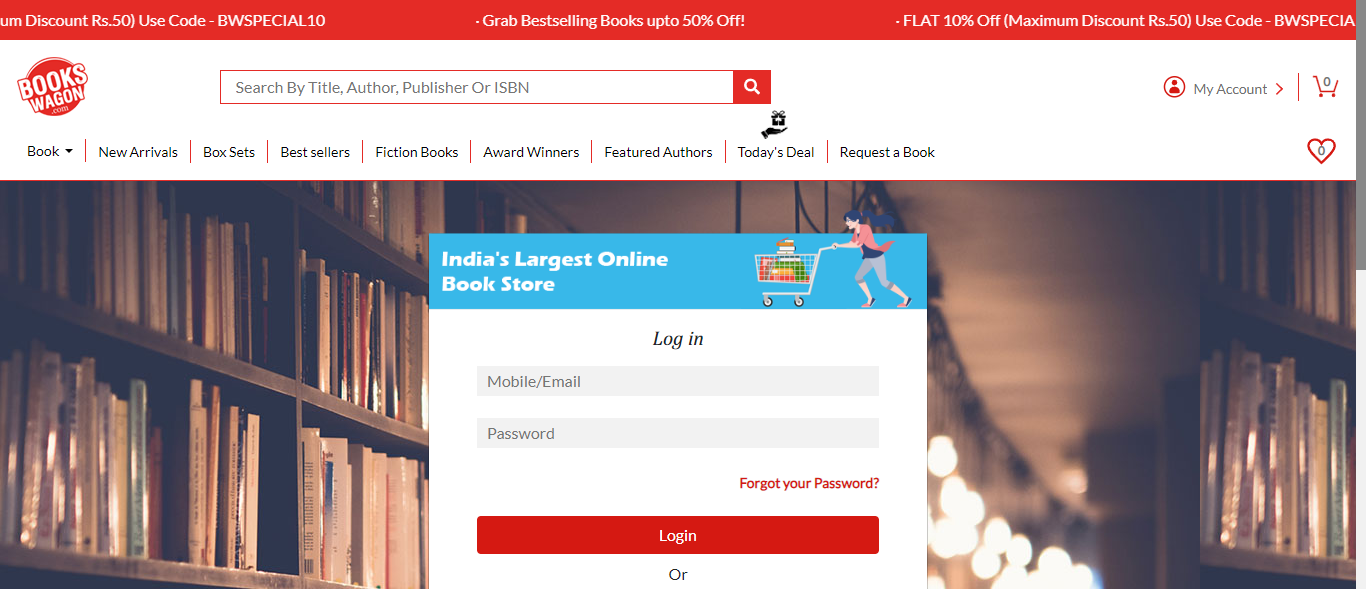 um Discount Rs.50) Use Code - BWSPECIAL10 · Grab Bestselling Books upto 50% Off! · FLAT 10% Off (Maximum Discount Rs.50) Use Code - BWSPECIA
BOOKS
WAGON
.com
Search By Title, Author, Publisher Or ISBN
My Account
0
Book
New Arrivals
Box Sets
Best sellers
Fiction Books
Award Winners
Featured Authors
Today's Deal
Request a Book
0
India's Largest Online
Book Store
Log in
Mobile/Email
Password
Forgot your Password?
Login
Or